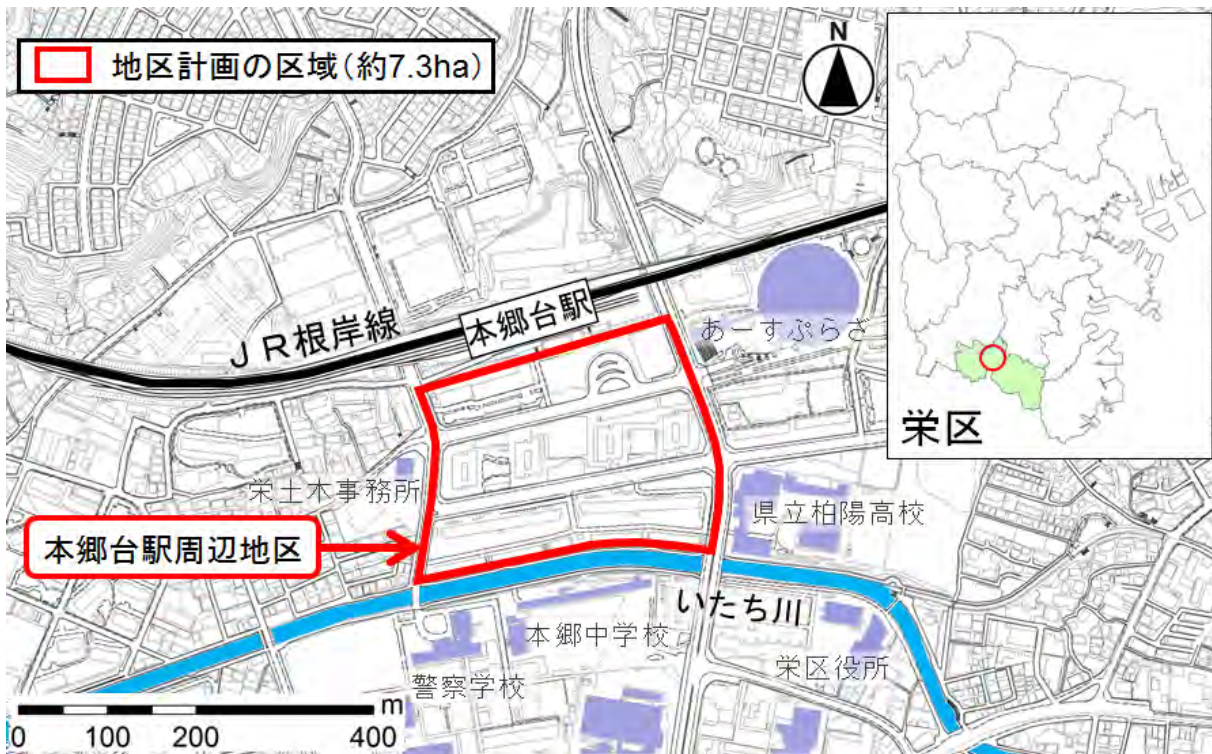 地区計画の区域（約7.3ha）
N
JR根岸線
本郷台駅
あーすぷらざ
栄区
栄土木事務所
県立柏陽高校
本郷台駅周辺地区
いたち川
本郷中学校
栄区役所
警察学校
m
0 100 200 400